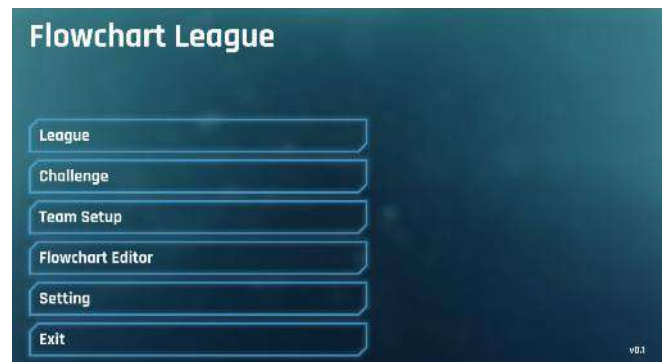 Flowchart League
League
Challenge
Team Setup
Flowchart Editor
Setting
Exit
v0.1